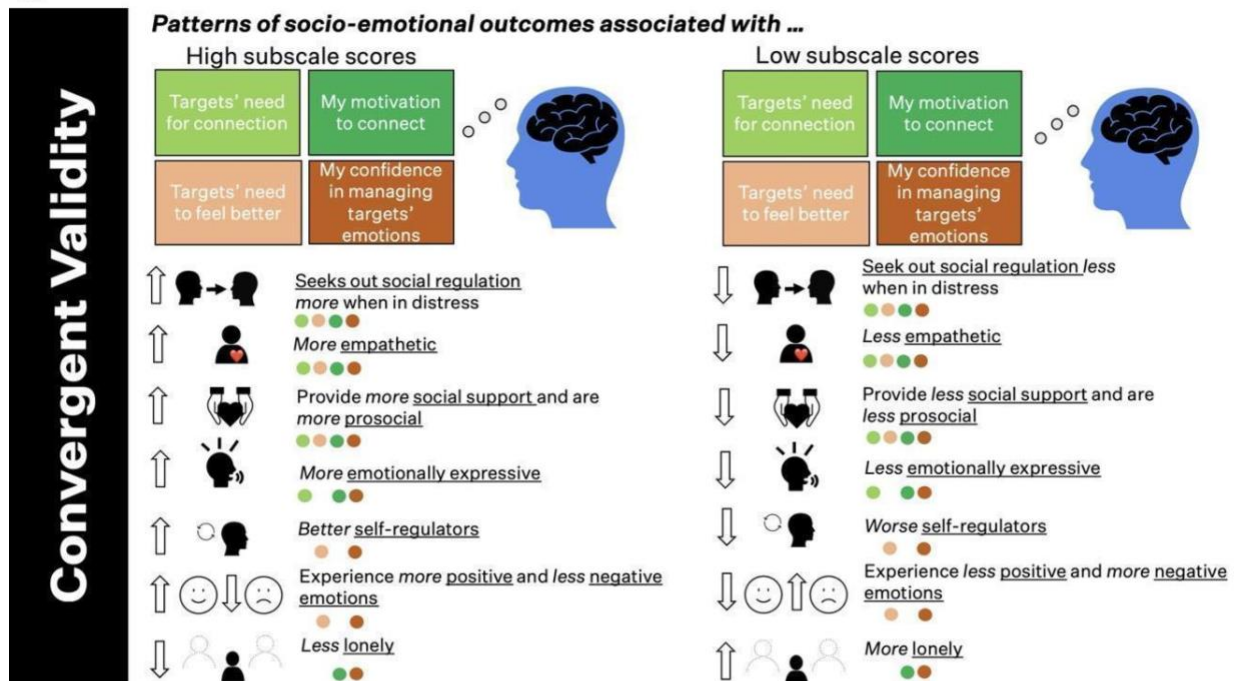 Convergent Validity
Patterns of socio-emotional outcomes associated with ...
High subscale scores
Targets' need
for connection
My motivation
to connect
Targets' need
to feel better
My confidence
in managing
targets'
emotions
Seeks out social regulation
more when in distress
More empathetic
Provide more social support and are
more prosocial
More emotionally expressive
Better self-regulators
Experience more positive and less negative
emotions
Less lonely
Low subscale scores
Targets' need
for connection
My motivation
to connect
Targets' need
to feel better
My confidence
in managing
targets'
emotions
Seek out social regulation less
when in distress
Less empathetic
Provide less social support and are
less prosocial
Less emotionally expressive
Worse self-regulators
Experience less positive and more negative
emotions
More lonely